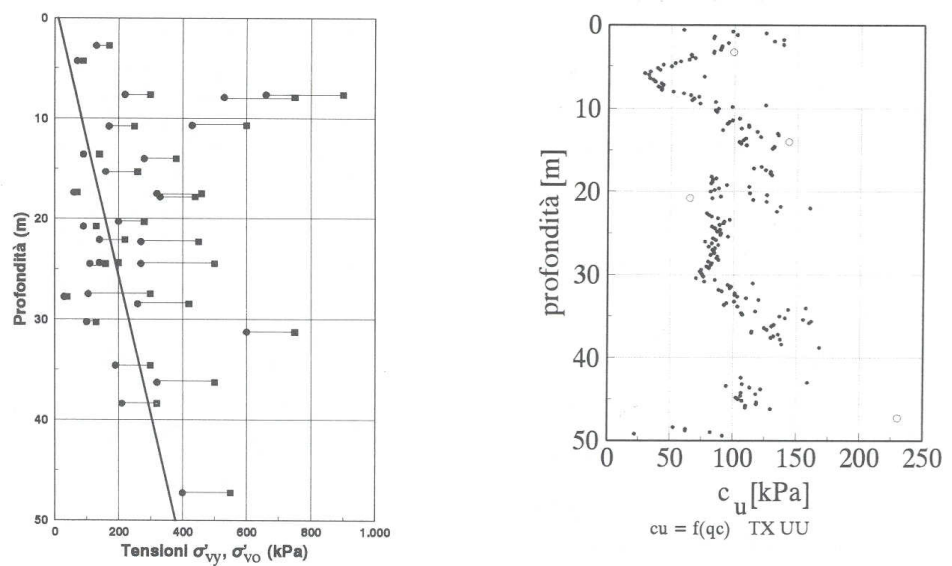 0
10
20
30
40
50
Profondità (m)
0 200 400 600 800 1.000
Tensioni σ'vy, σ'vo (kPa)
0
10
20
30
40
50
profondità [m]
0 50 100 150 200 250
cu [kPa]
cu = f(qc) TX UU